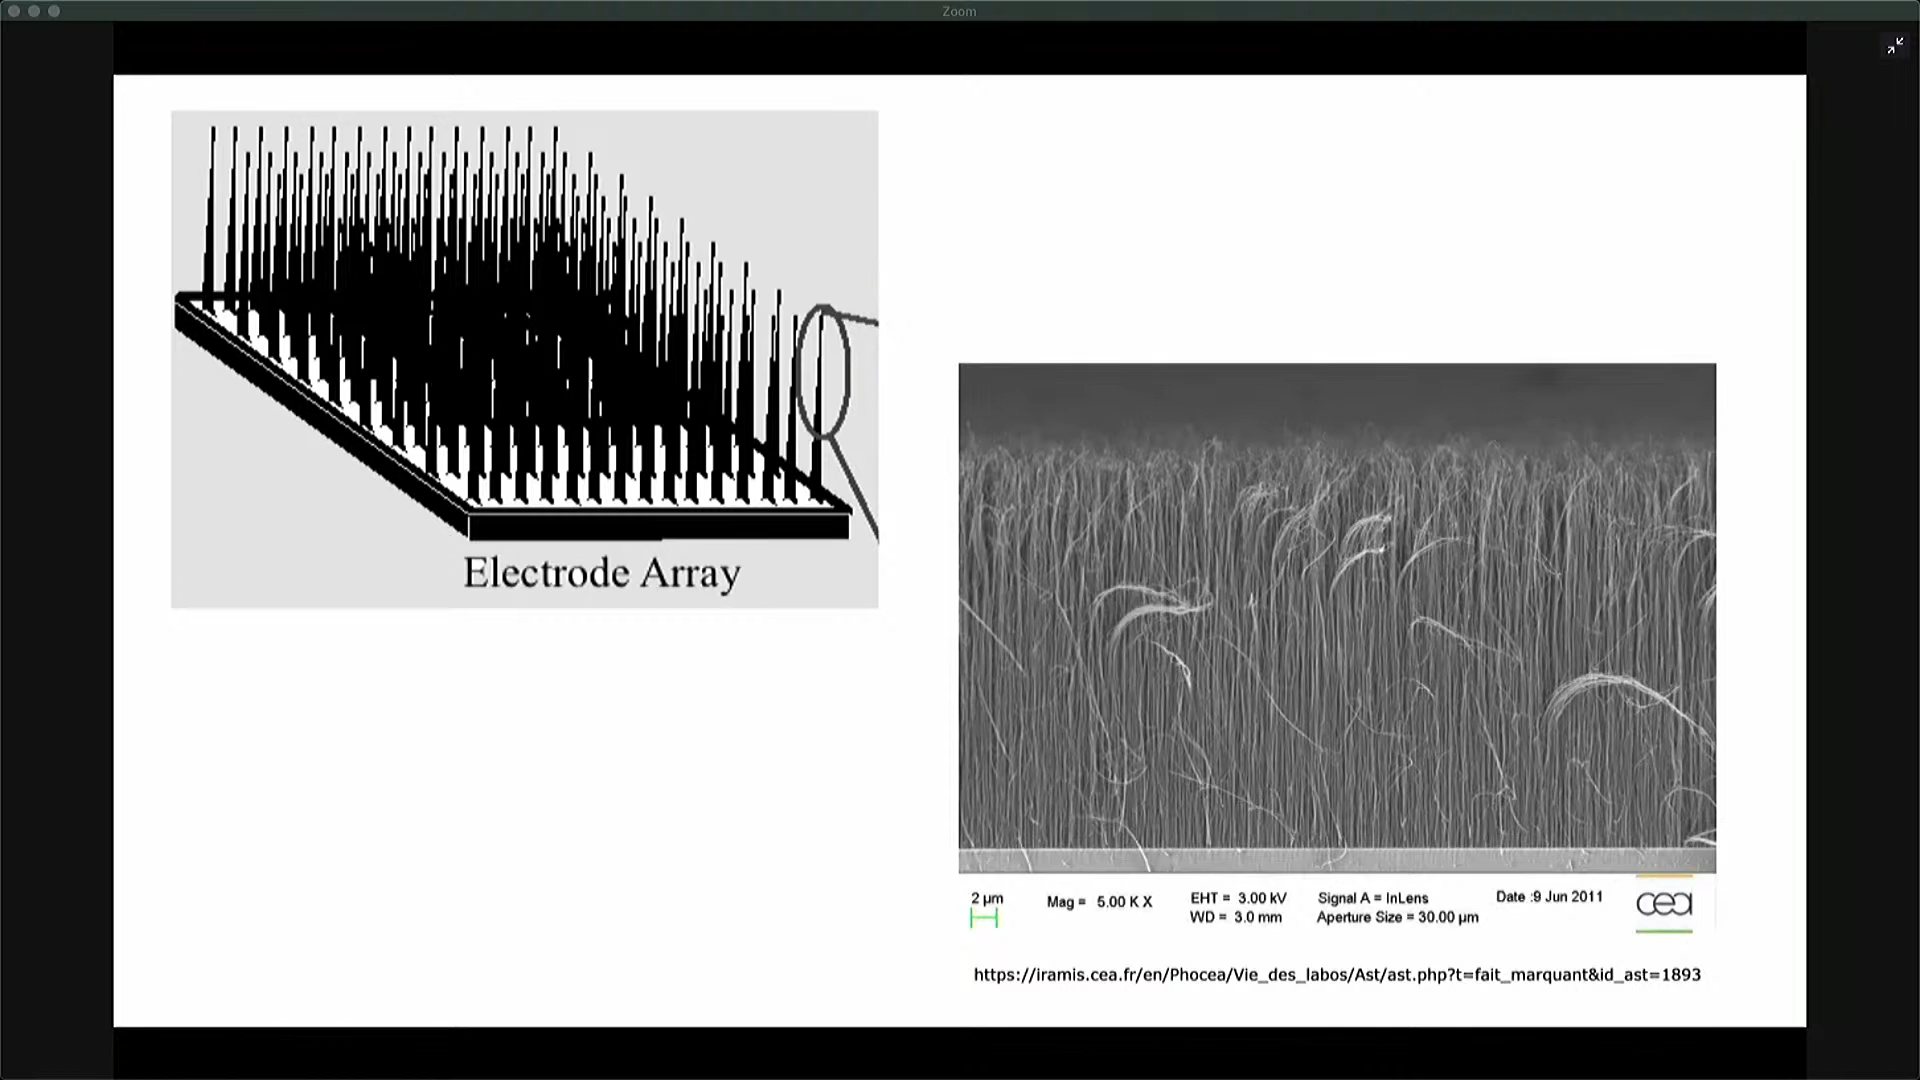 Zoom
Electrode Array
2 µm
Mag = 5.00 K X
EHT = 3.00 kV
WD = 3.0 mm
Signal A = InLens
Aperture Size = 30.00 µm
Date :9 Jun 2011
cea
https://iramis.cea.fr/en/Phocea/Vie_des_labos/Ast/ast.php?t=fait_marquant&id_ast=1893